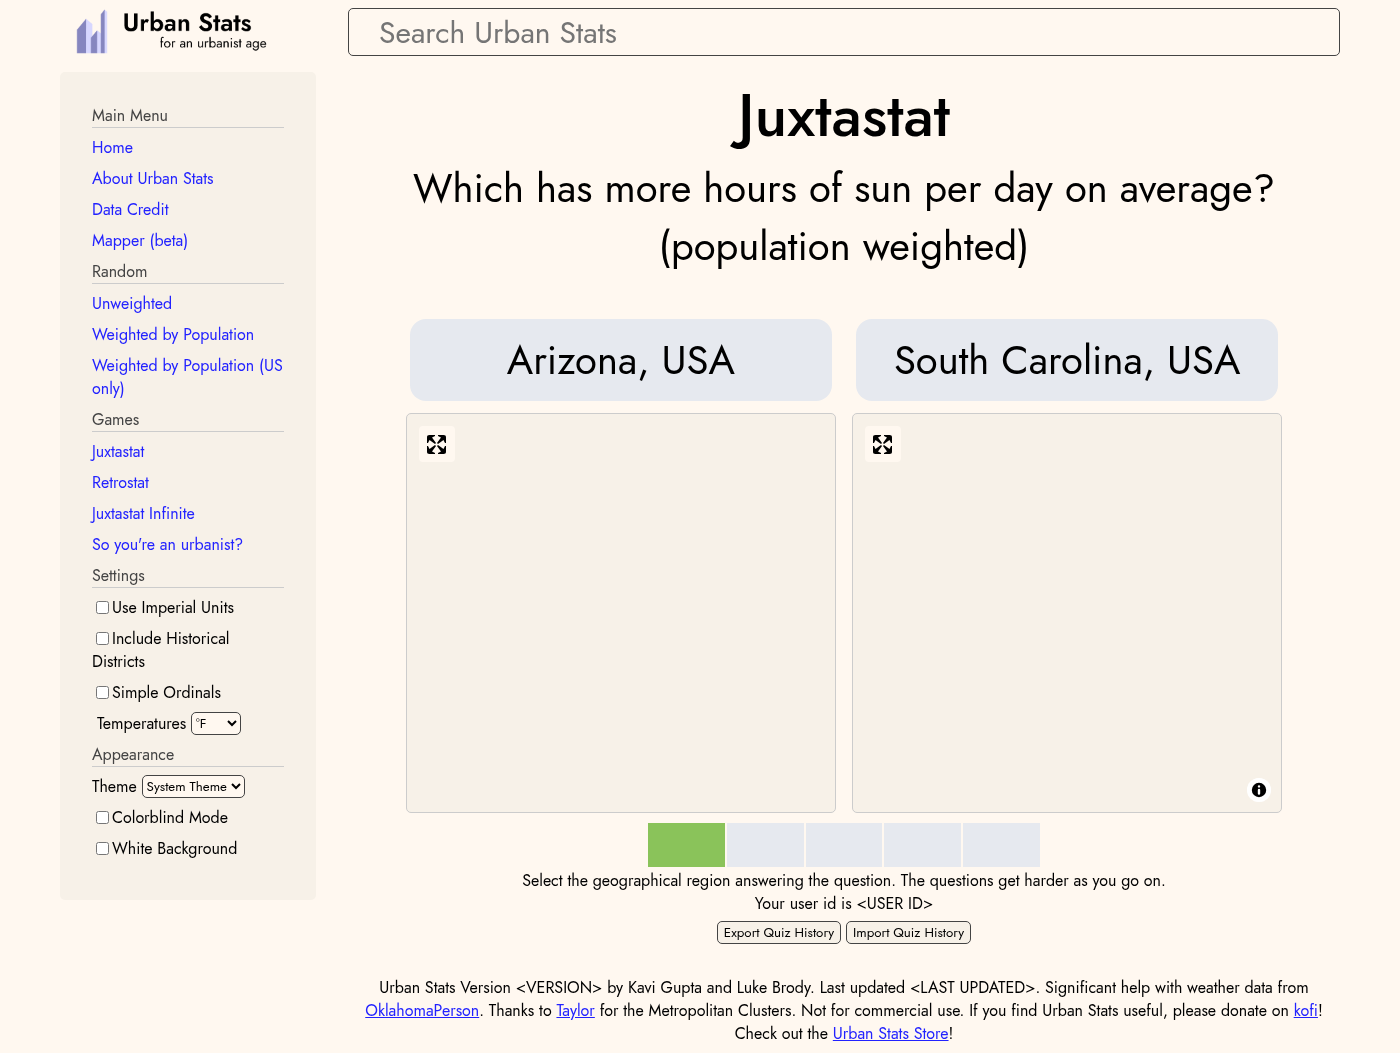 Urban Stats
for an urbanist age
Search Urban Stats
Main Menu
Home
About Urban Stats
Data Credit
Mapper (beta)
Random
Unweighted
Weighted by Population
Weighted by Population (US
only)
Games
Juxtastat
Retrostat
Juxtastat Infinite
So you're an urbanist?
Settings
Use Imperial Units
Include Historical
Districts
Simple Ordinals
Temperatures °F
Appearance
Theme System Theme
Colorblind Mode
White Background
Juxtastat
Which has more hours of sun per day on average?
(population weighted)
Arizona, USA
South Carolina, USA
Select the geographical region answering the question. The questions get harder as you go on.
Your user id is <USER ID>
Export Quiz History Import Quiz History
Urban Stats Version <VERSION> by Kavi Gupta and Luke Brody. Last updated <LAST UPDATED>. Significant help with weather data from
OklahomaPerson. Thanks to Taylor for the Metropolitan Clusters. Not for commercial use. If you find Urban Stats useful, please donate on kofi!
Check out the Urban Stats Store!